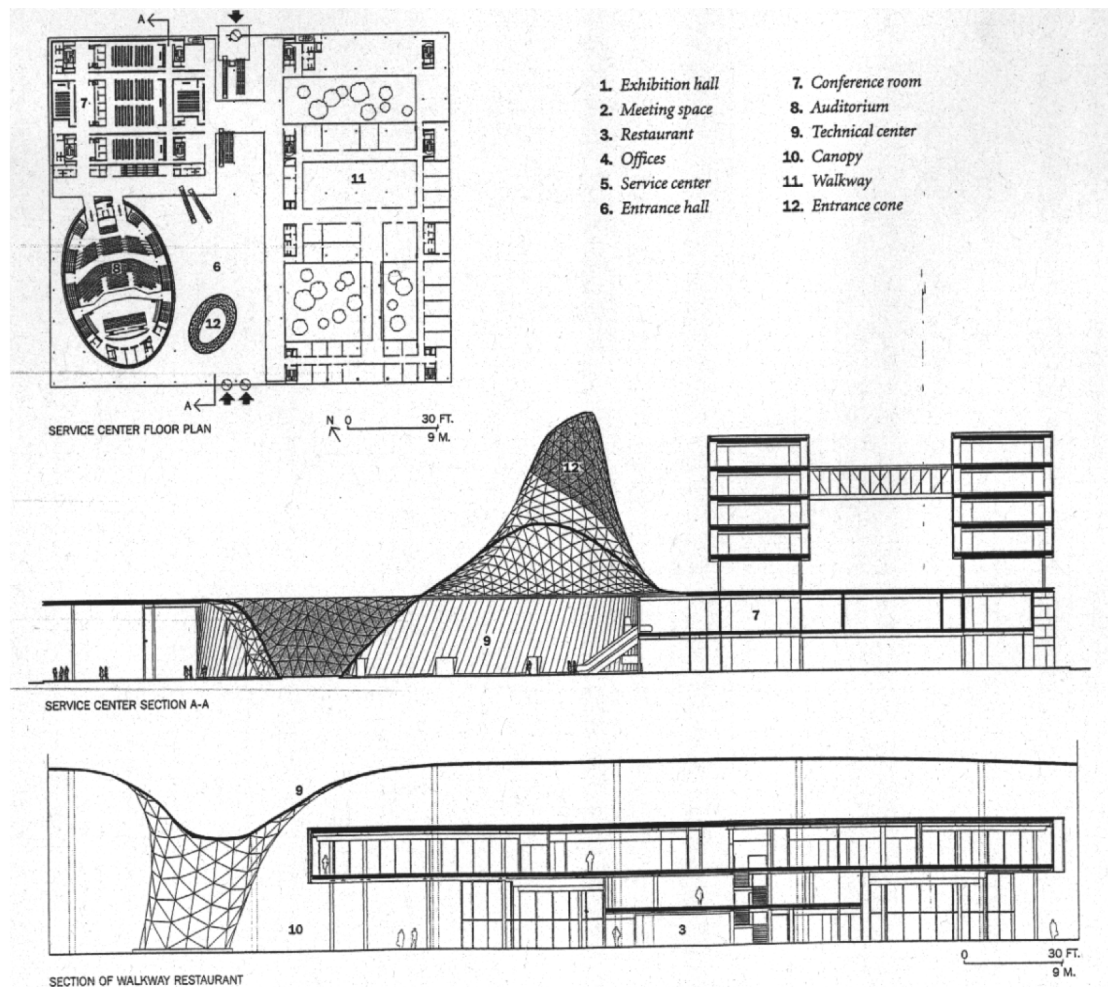 A
7
11
8
6
12
A
SERVICE CENTER FLOOR PLAN
N 0 30 FT.
9 M.
1. Exhibition hall
2. Meeting space
3. Restaurant
4. Offices
5. Service center
6. Entrance hall
7. Conference room
8. Auditorium
9. Technical center
10. Canopy
11. Walkway
12. Entrance cone
12
7
9
SERVICE CENTER SECTION A-A
9
10
3
0 30 FT.
9 M.
SECTION OF WALKWAY RESTAURANT